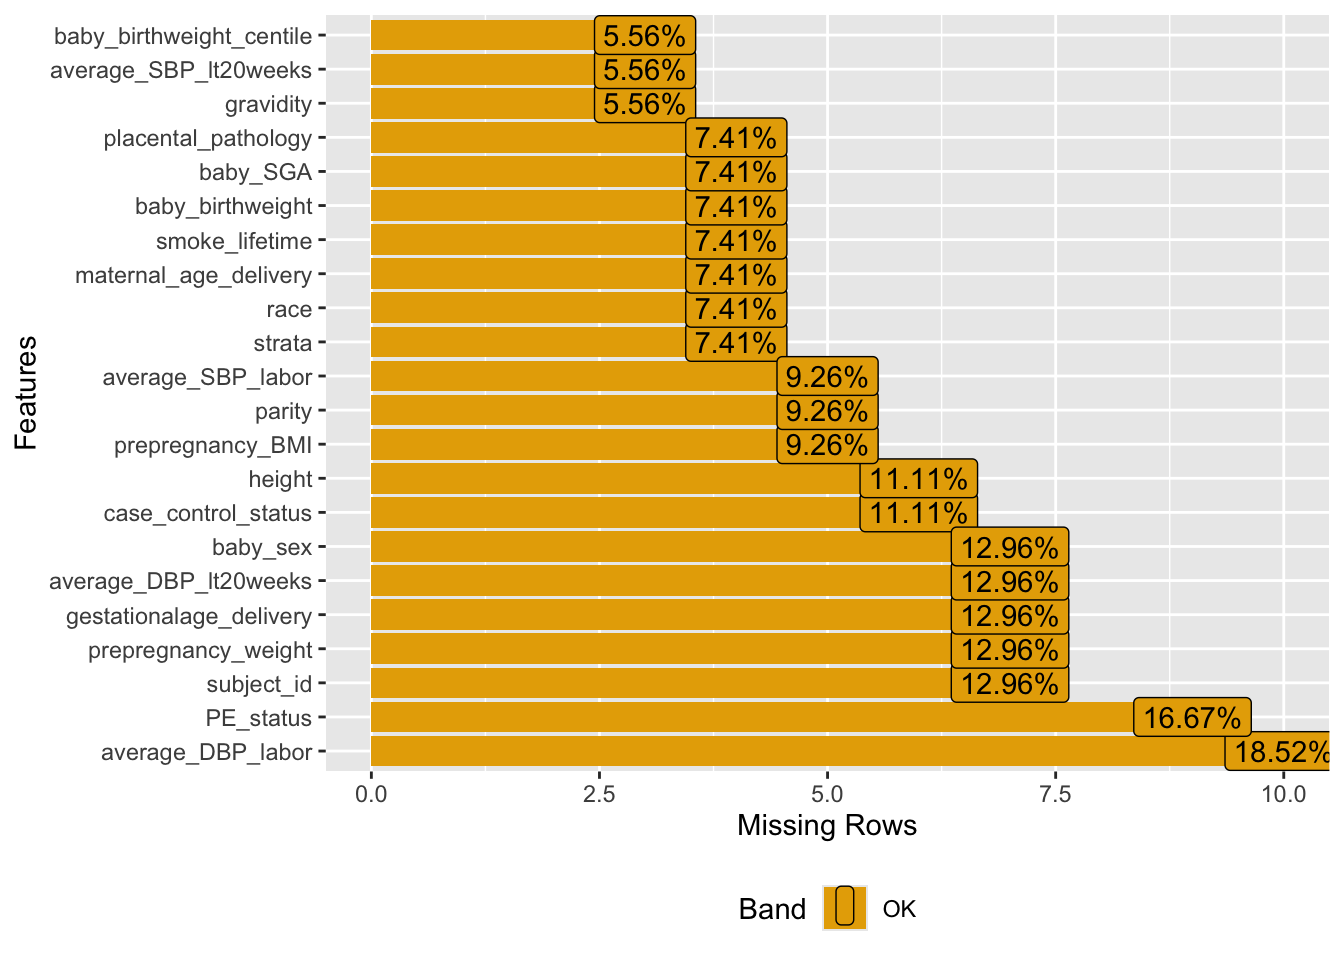 baby_birthweight_centile 5.56%
average_SBP_lt20weeks 5.56%
gravidity 5.56%
placental_pathology 7.41%
baby_SGA 7.41%
baby_birthweight 7.41%
smoke_lifetime 7.41%
maternal_age_delivery 7.41%
race 7.41%
strata 7.41%
average_SBP_labor 9.26%
parity 9.26%
prepregnancy_BMI 9.26%
height 11.11%
case_control_status 11.11%
baby_sex 12.96%
average_DBP_lt20weeks 12.96%
gestationalage_delivery 12.96%
prepregnancy_weight 12.96%
subject_id 12.96%
PE_status 16.67%
average_DBP_labor 18.52%
Features
0.0 2.5 5.0 7.5 10.0
Missing Rows
Band OK